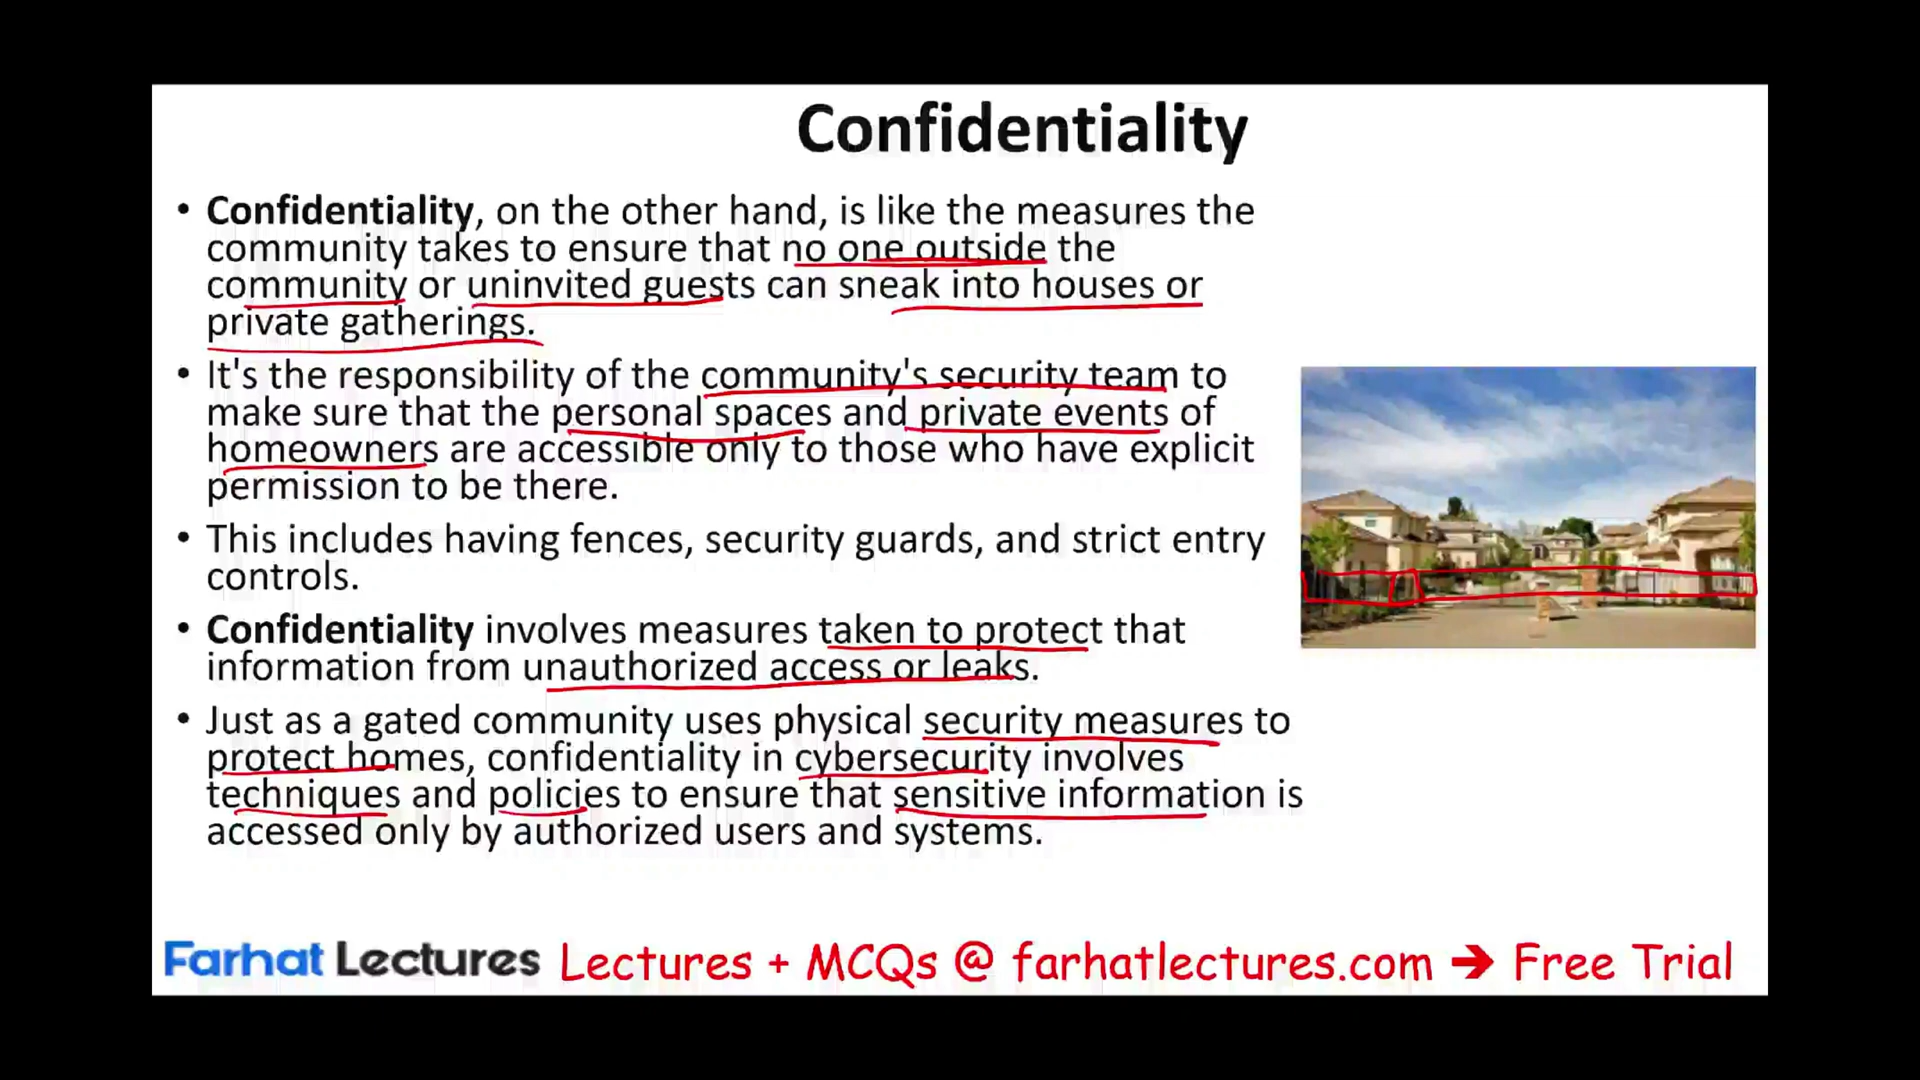 Confidentiality
• Confidentiality, on the other hand, is like the measures the
community takes to ensure that no one outside the
community or uninvited guests can sneak into houses or
private gatherings.
• It's the responsibility of the community's security team to
make sure that the personal spaces and private events of
homeowners are accessible only to those who have explicit
permission to be there.
• This includes having fences, security guards, and strict entry
controls.
• Confidentiality involves measures taken to protect that
information from unauthorized access or leaks.
• Just as a gated community uses physical security measures to
protect homes, confidentiality in cybersecurity involves
techniques and policies to ensure that sensitive information is
accessed only by authorized users and systems.
Farhat Lectures Lectures + MCQs @ farhatlectures.com ➔ Free Trial